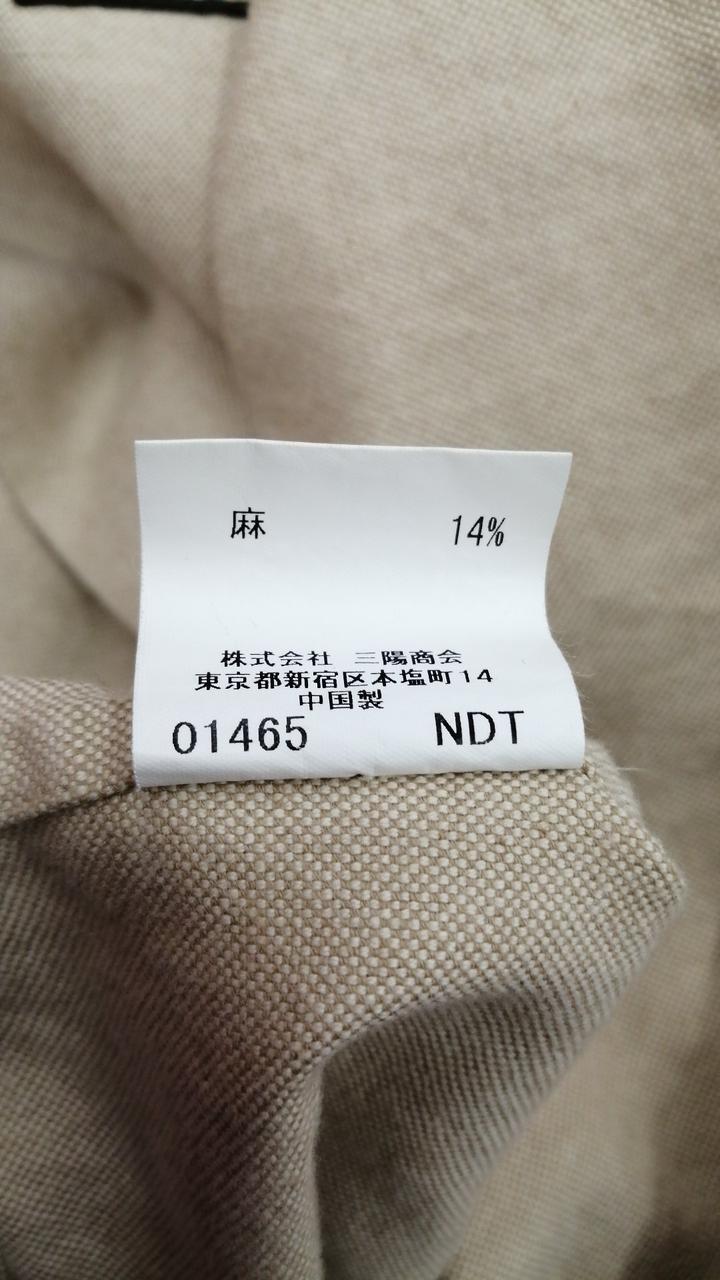 麻 14%
株式会社 三陽商会
東京都新宿区本塩町14
中国製
01465 NDT